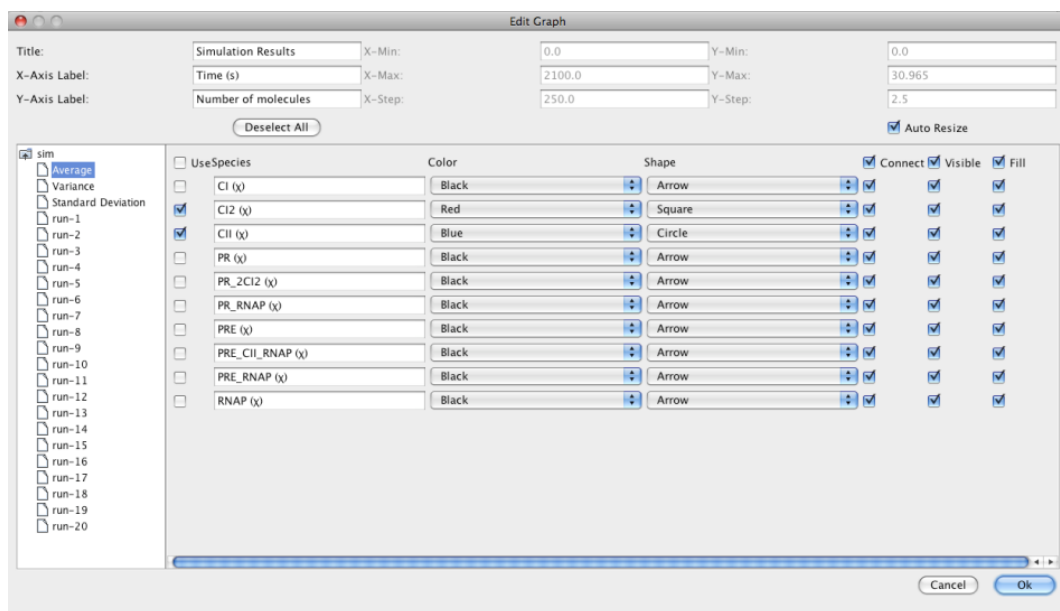 Edit Graph
Title: Simulation Results X-Min: 0.0 Y-Min: 0.0
X-Axis Label: Time (s) X-Max: 2100.0 Y-Max: 30.965
Y-Axis Label: Number of molecules X-Step: 250.0 Y-Step: 2.5
Deselect All Auto Resize
sim
Average
Variance
Standard Deviation
run-1
run-2
run-3
run-4
run-5
run-6
run-7
run-8
run-9
run-10
run-11
run-12
run-13
run-14
run-15
run-16
run-17
run-18
run-19
run-20
Use Species Color Shape Connect Visible Fill
CI (χ) Black Arrow
CI2 (χ) Red Square
CII (χ) Blue Circle
PR (χ) Black Arrow
PR_2CI2 (χ) Black Arrow
PR_RNAP (χ) Black Arrow
PRE (χ) Black Arrow
PRE_CII_RNAP (χ) Black Arrow
PRE_RNAP (χ) Black Arrow
RNAP (χ) Black Arrow
Cancel Ok